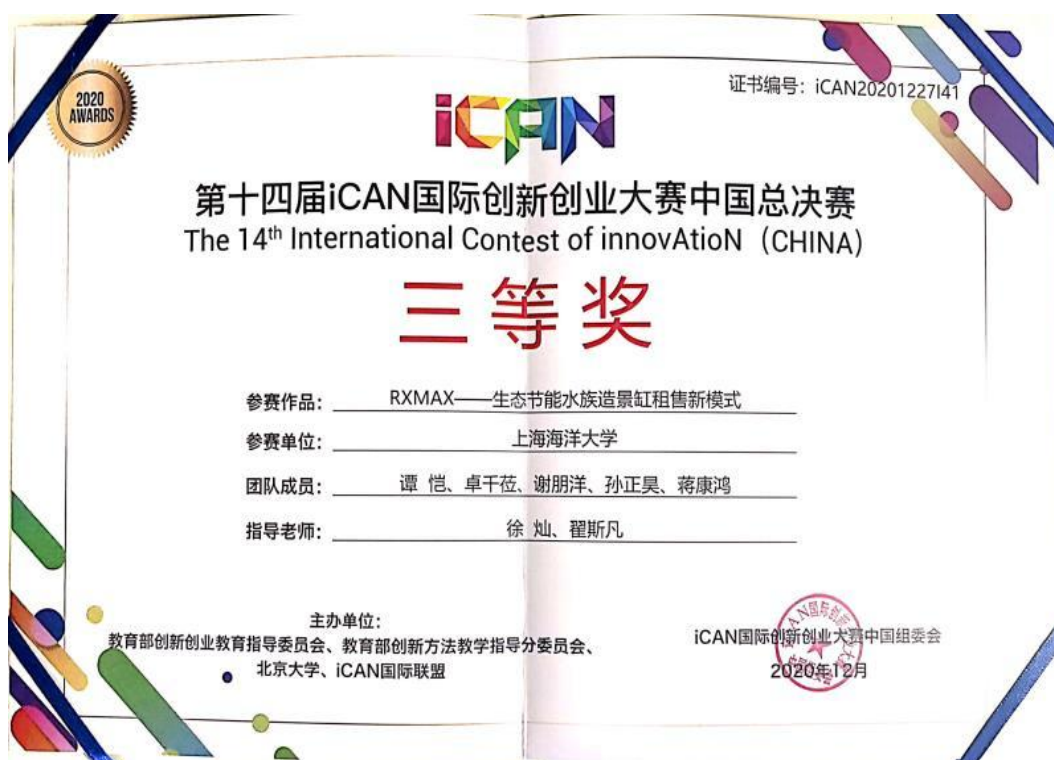 2020
AWARDS
证书编号：iCAN20201227I41
iCAN
第十四届iCAN国际创新创业大赛中国总决赛
The 14th International Contest of innovAtioN（CHINA）
三等奖
参赛作品：RXMAX——生态节能水族造景缸租售新模式
参赛单位：上海海洋大学
团队成员：谭 恺、卓千莅、谢朋洋、孙正昊、蒋康鸿
指导老师：徐 灿、翟斯凡
主办单位：
教育部创新创业教育指导委员会、教育部创新方法教学指导分委员会、
北京大学、iCAN国际联盟
iCAN国际创新创业大赛中国组委会
2020年12月